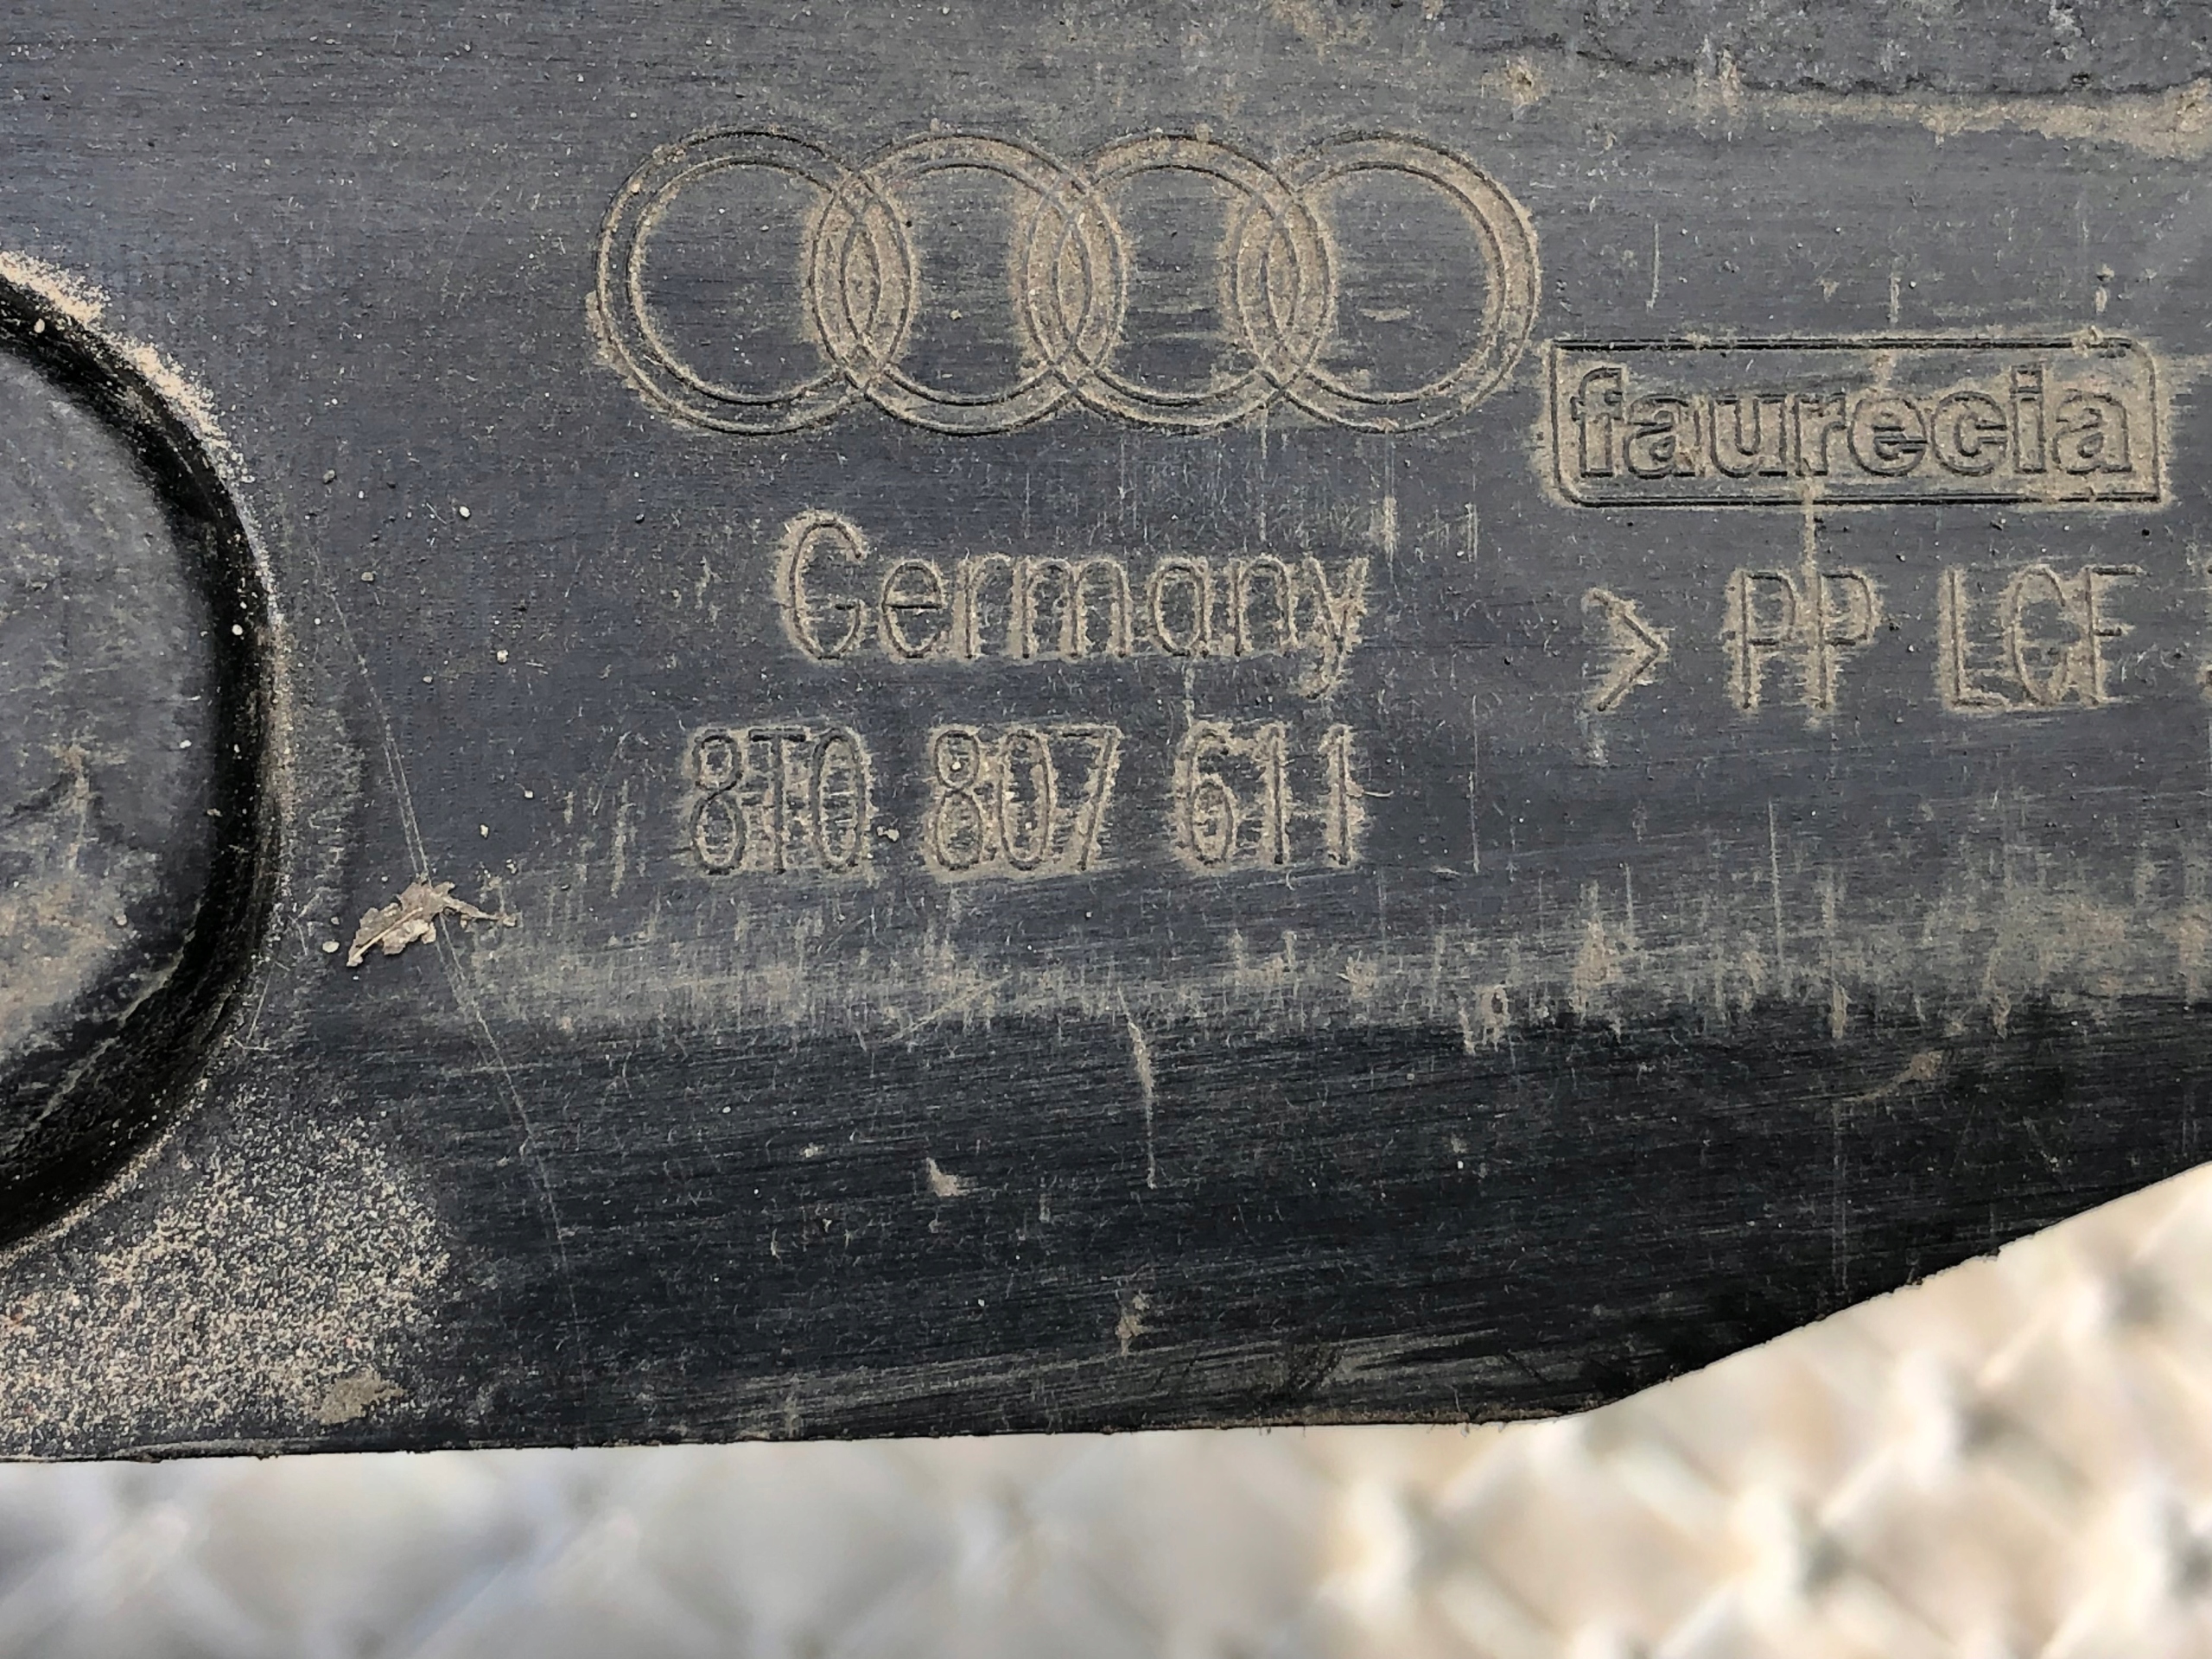 faurecia
Germany
> PP LGF
8T0 807 611